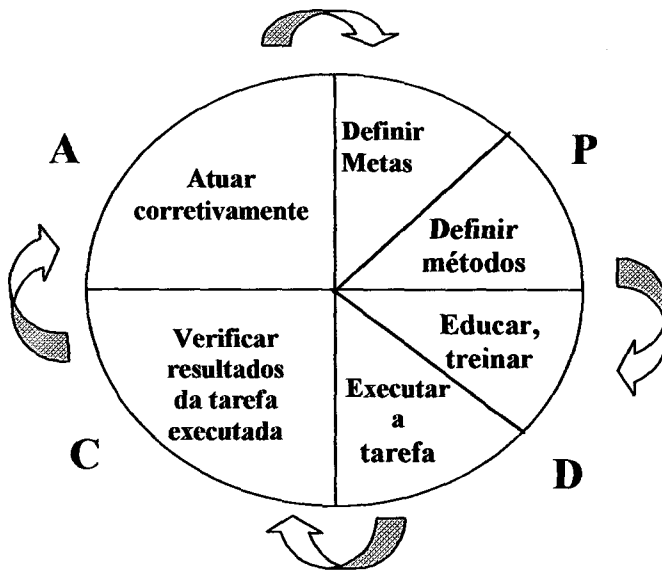 A
P
Definir
Metas
Atuar
corretivamente
Definir
métodos
Educar,
treinar
Verificar
resultados
da tarefa
executada
Executar
a
tarefa
C
D